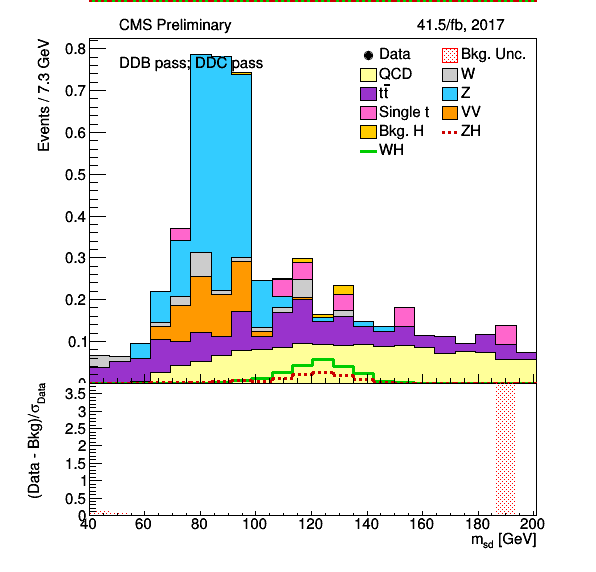 CMS Preliminary 41.5/fb, 2017
Events / 7.3 GeV
DDB pass; DDC pass
Data Bkg. Unc.
QCD W
tt̄ Z
Single t VV
Bkg. H ZH
WH
0.8
0.7
0.6
0.5
0.4
0.3
0.2
0.1
0
(Data - Bkg)/σData
3.5
3
2.5
2
1.5
1
0.5
0
40 60 80 100 120 140 160 180 200
msd [GeV]